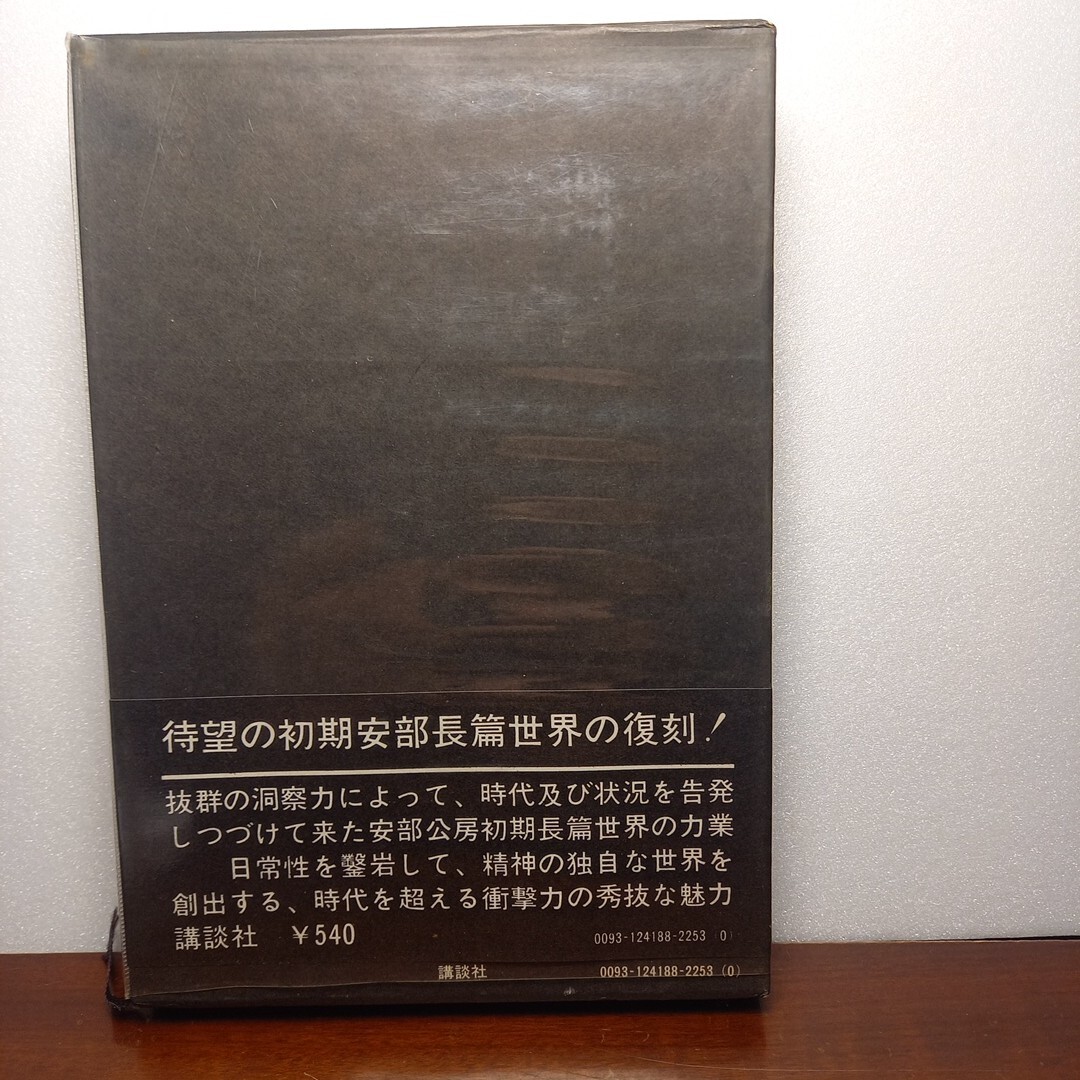 待望の初期安部長篇世界の復刻!
抜群の洞察力によって、時代及び状況を告発
しつづけて来た安部公房初期長篇世界の力業
日常性を鑿岩して、精神の独自な世界を
創出する、時代を超える衝撃力の秀抜な魅力
講談社 ¥540 0093-124188-2253 (0)
講談社 0093-124188-2253 (0)